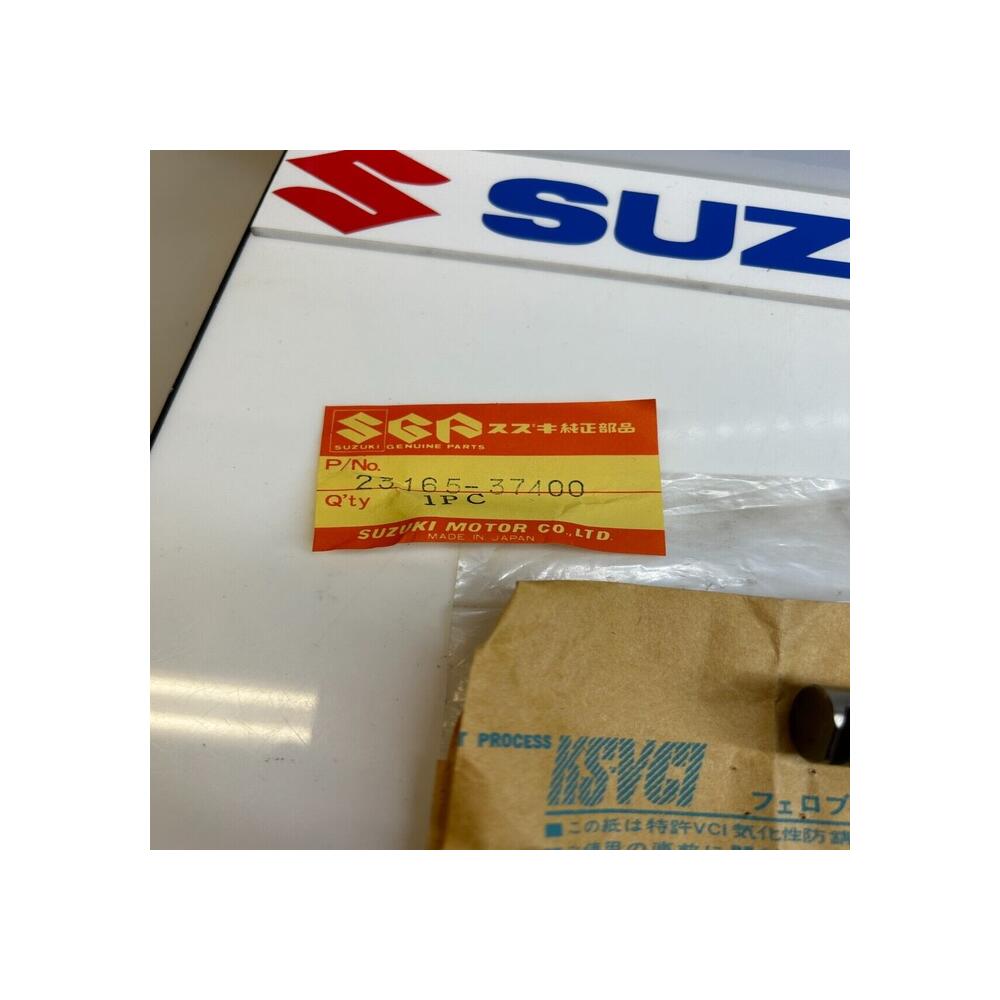 SUZ
SGP スズキ純正部品
SUZUKI GENUINE PARTS
P/No.
23165-37400
Q'ty 1PC
SUZUKI MOTOR CO.,LTD.
MADE IN JAPAN
T PROCESS KS-VCI
フェロブ
■この紙は特許VCI気化性防錆